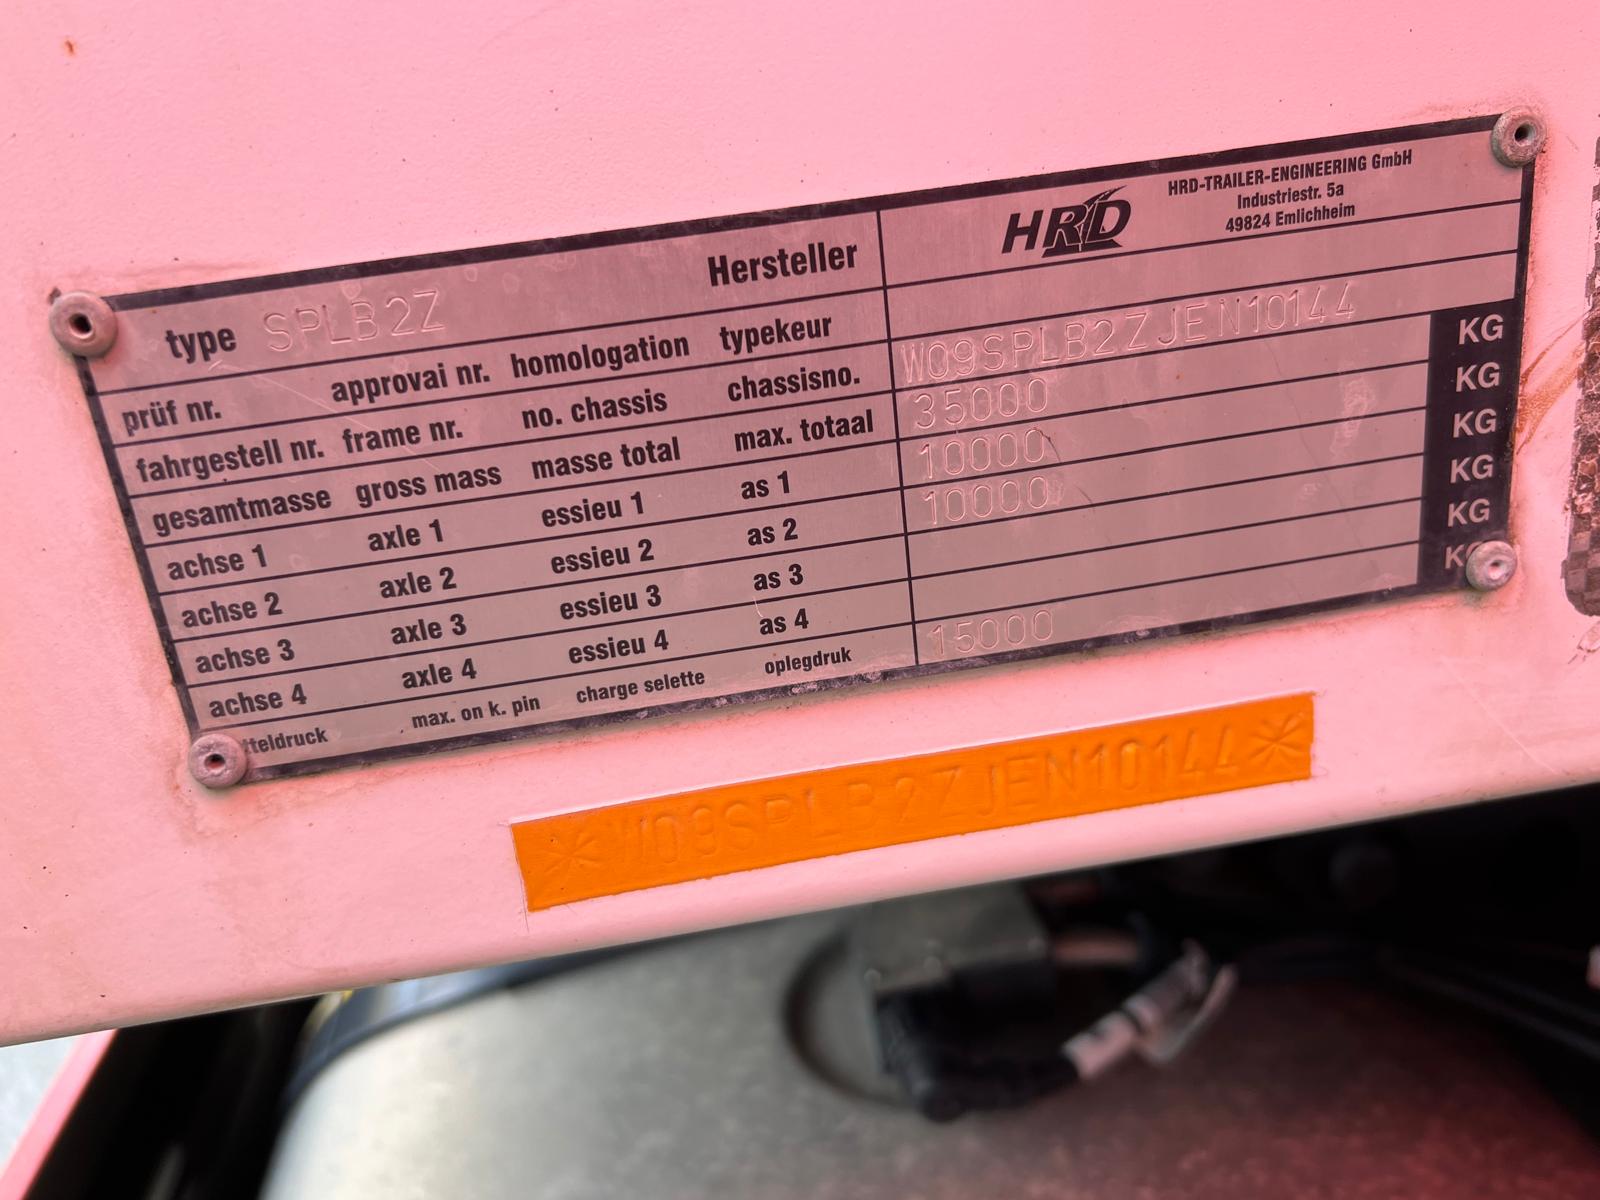 HRD
HRD-TRAILER-ENGINEERING GmbH
Industriestr. 5a
49824 Emlichheim
type SPLB2Z Hersteller
prüf nr. approvai nr. homologation typekeur
fahrgestell nr. frame nr. no. chassis chassisno. W09SPLB2ZJEN10144
gesamtmasse gross mass masse total max. totaal 35000 KG
achse 1 axle 1 essieu 1 as 1 10000 KG
achse 2 axle 2 essieu 2 as 2 10000 KG
achse 3 axle 3 essieu 3 as 3 KG
achse 4 axle 4 essieu 4 as 4 KG
tteldruck max. on k. pin charge selette oplegdruk 15000 KG
*W09SPLB2ZJEN10144*